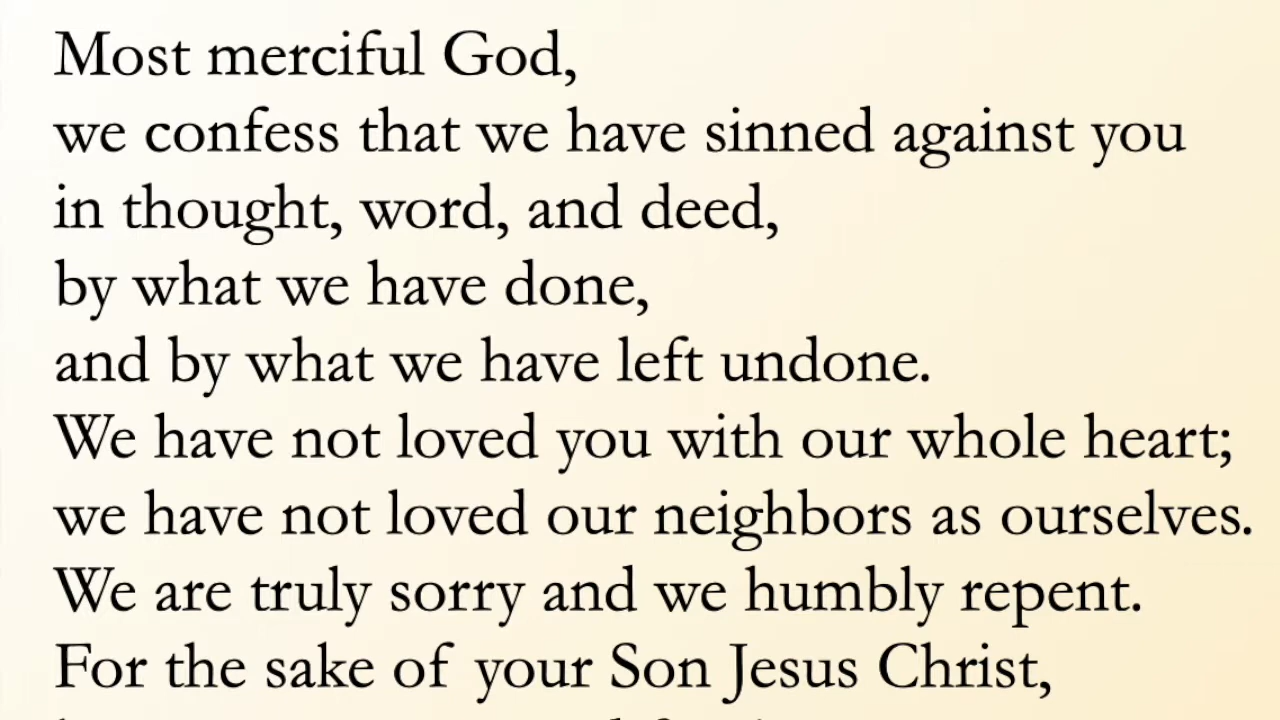 Most merciful God,
we confess that we have sinned against you
in thought, word, and deed,
by what we have done,
and by what we have left undone.
We have not loved you with our whole heart;
we have not loved our neighbors as ourselves.
We are truly sorry and we humbly repent.
For the sake of your Son Jesus Christ,